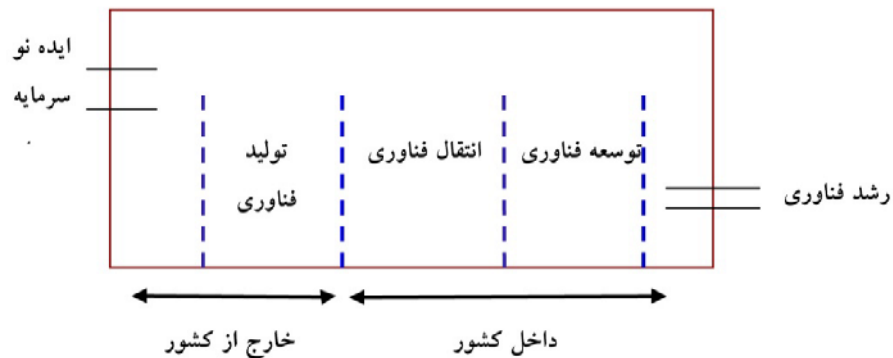 ایده نو
سرمایه
تولید
فناوری
انتقال فناوری
توسعه فناوری
رشد فناوری
خارج از کشور
داخل کشور